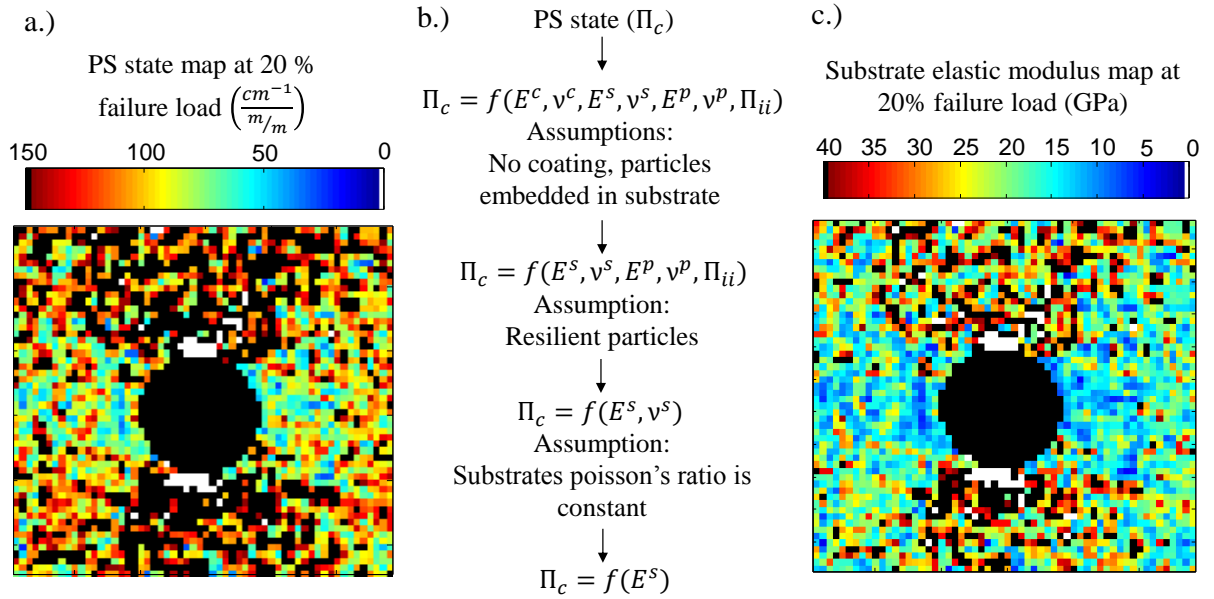 a.)
PS state map at 20 %
failure load (cm⁻¹ / m/m)
150 100 50 0
b.)
PS state (Π_c)
Π_c = f(E^c, ν^c, E^s, ν^s, E^p, ν^p, Π_ii)
Assumptions:
No coating, particles
embedded in substrate
Π_c = f(E^s, ν^s, E^p, ν^p, Π_ii)
Assumption:
Resilient particles
Π_c = f(E^s, ν^s)
Assumption:
Substrates poisson’s ratio is
constant
Π_c = f(E^s)
c.)
Substrate elastic modulus map at
20% failure load (GPa)
40 35 30 25 20 15 10 5 0